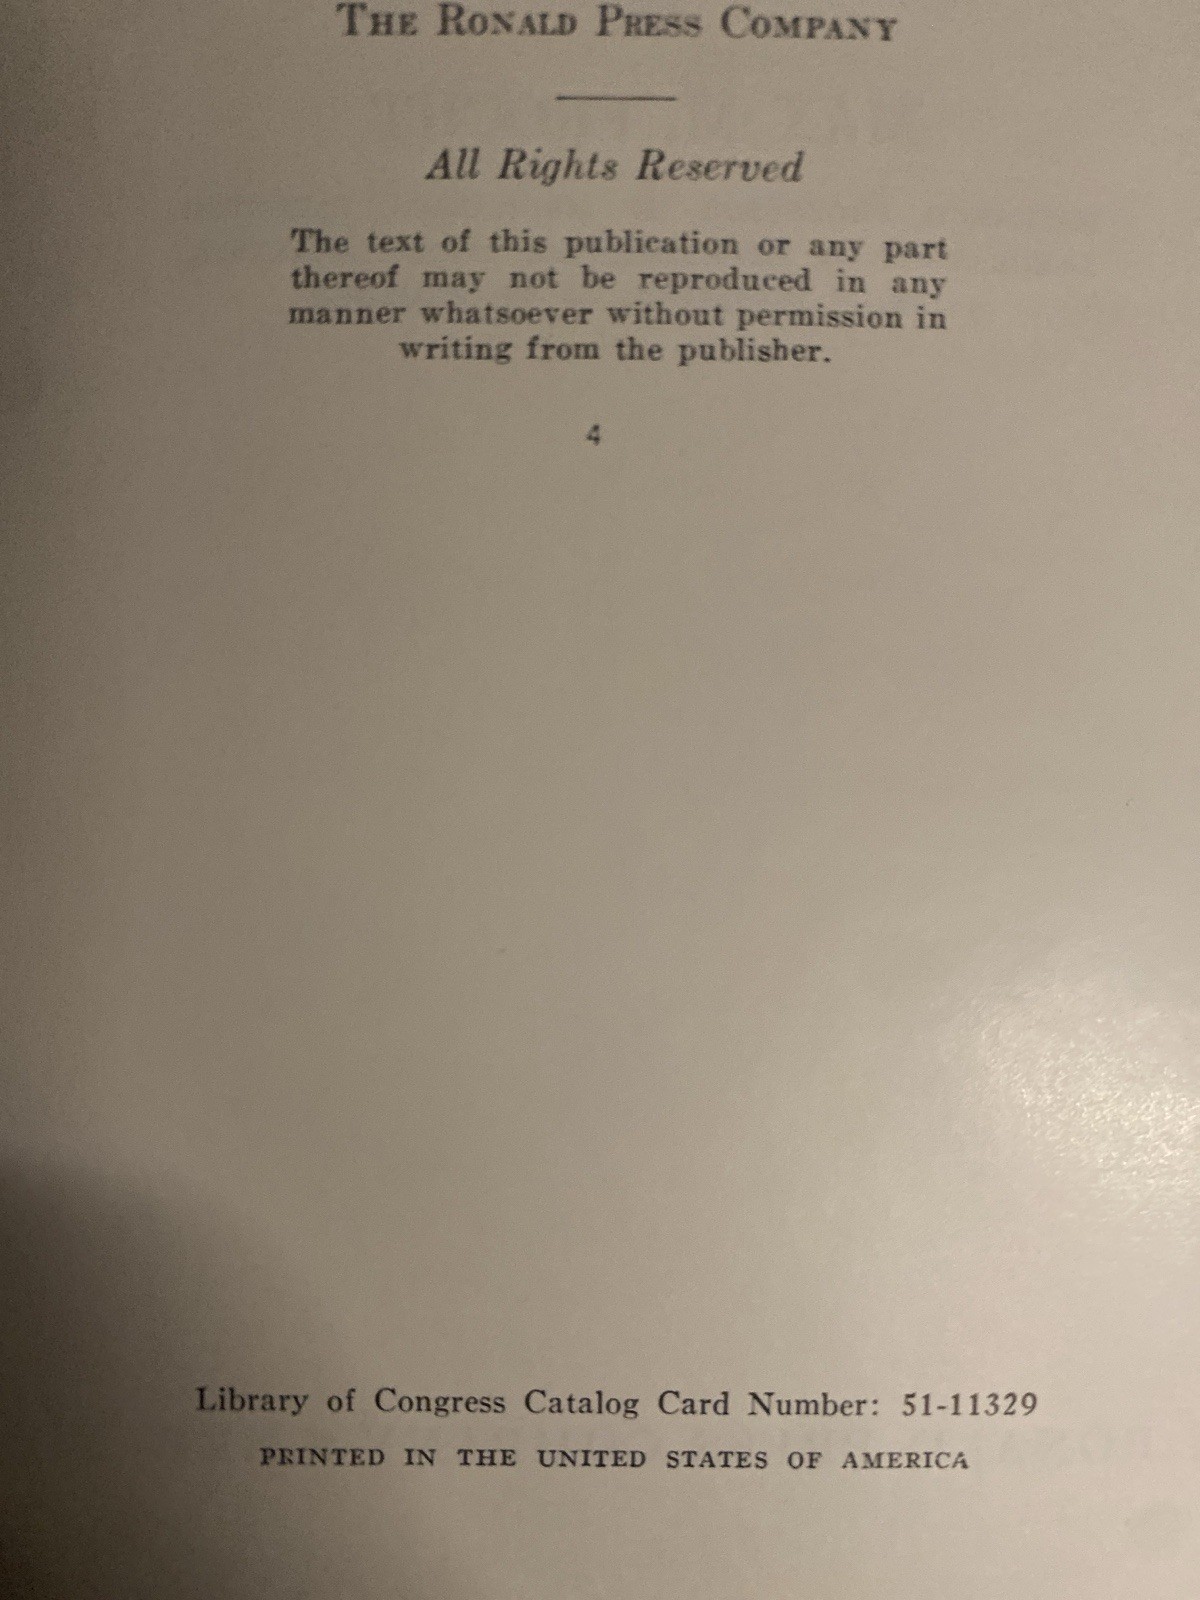 The Ronald Press Company
All Rights Reserved
The text of this publication or any part
thereof may not be reproduced in any
manner whatsoever without permission in
writing from the publisher.
4
Library of Congress Catalog Card Number: 51-11329
PRINTED IN THE UNITED STATES OF AMERICA